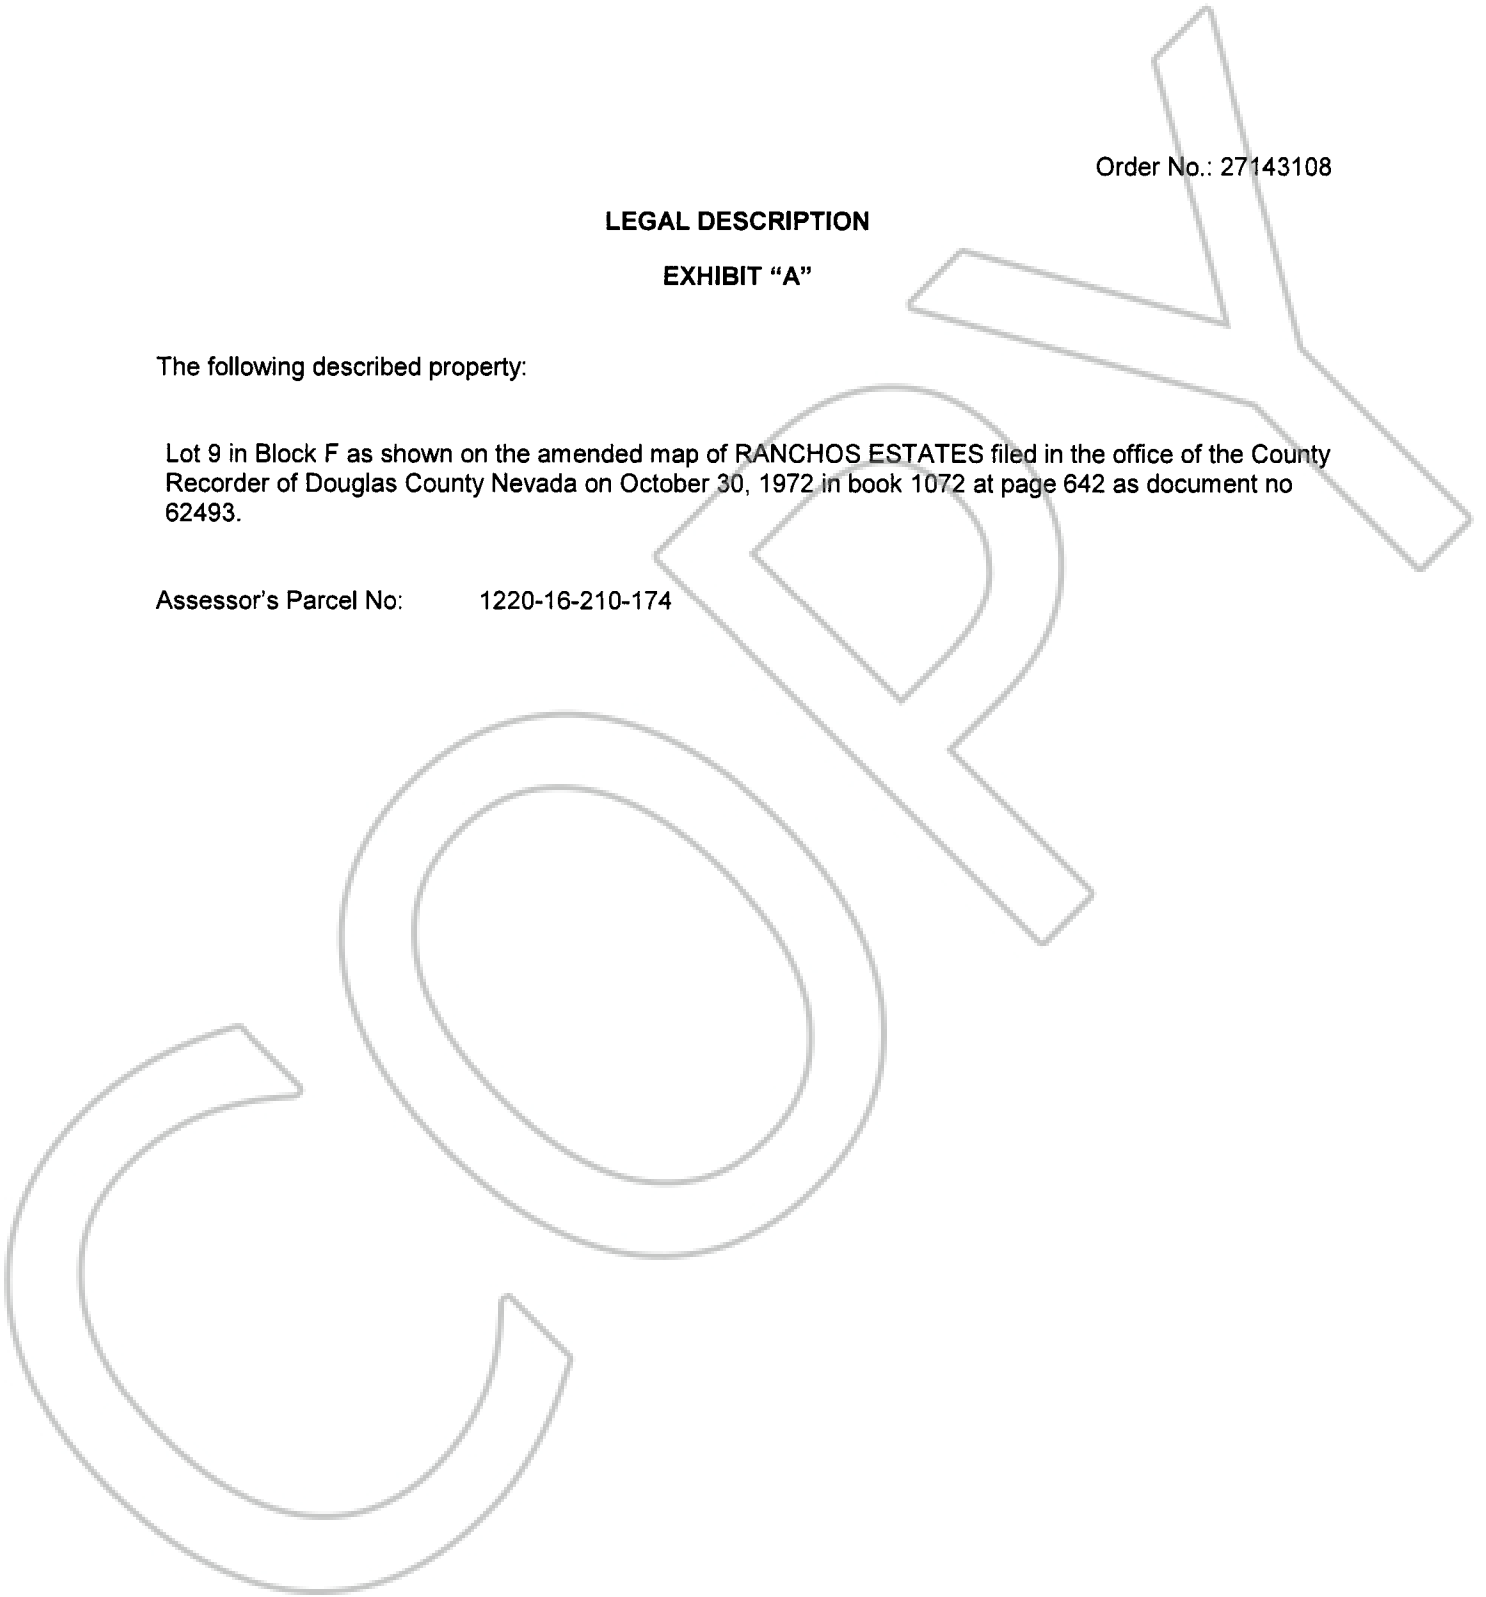 Order No.: 27143108
LEGAL DESCRIPTION
EXHIBIT “A”
The following described property:
Lot 9 in Block F as shown on the amended map of RANCHOS ESTATES filed in the office of the County
Recorder of Douglas County Nevada on October 30, 1972 in book 1072 at page 642 as document no
62493.
Assessor's Parcel No: 1220-16-210-174
COPY